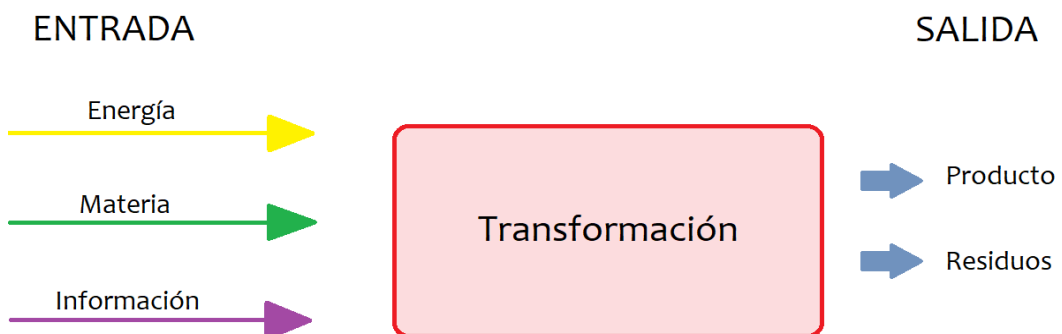 ENTRADA
SALIDA
Energía
Materia
Información
Transformación
Producto
Residuos